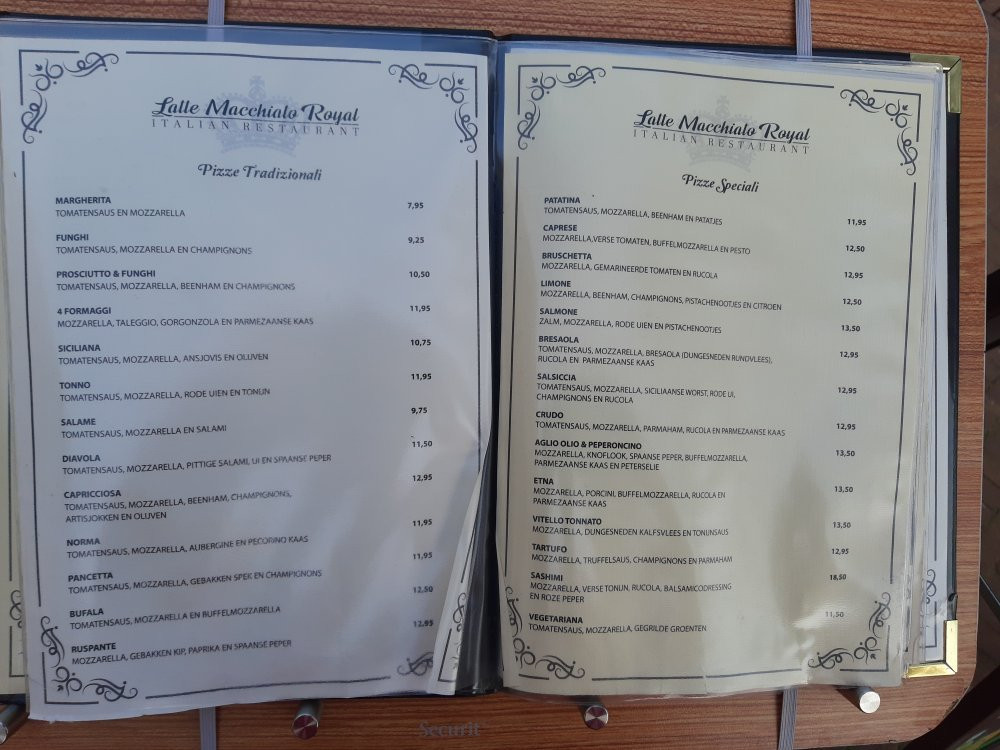 Lalle Macchialo Royal
ITALIAN RESTAURANT
Pizze Tradizionali
MARGHERITA
TOMATENSAUS EN MOZZARELLA 7,95
FUNGHI
TOMATENSAUS, MOZZARELLA EN CHAMPIGNONS 9,25
PROSCIUTTO & FUNGHI
TOMATENSAUS, MOZZARELLA, BEENHAM EN CHAMPIGNONS 10,50
4 FORMAGGI
MOZZARELLA, TALEGGIO, GORGONZOLA EN PARMEZAANSE KAAS 11,95
SICILIANA
TOMATENSAUS, MOZZARELLA, ANSJOVIS EN OLIJVEN 10,75
TONNO
TOMATENSAUS, MOZZARELLA, RODE UIEN EN TONIJN 11,95
SALAME
TOMATENSAUS, MOZZARELLA EN SALAMI 9,75
DIAVOLA
TOMATENSAUS, MOZZARELLA, PITTIGE SALAMI, UI EN SPAANSE PEPER 11,50
CAPRICCIOSA 12,95
TOMATENSAUS, MOZZARELLA, BEENHAM, CHAMPIGNONS,
ARTISJOKKEN EN OLIJVEN
NORMA 11,95
TOMATENSAUS, MOZZARELLA, AUBERGINE EN PECORINO KAAS
PANCETTA 11,95
TOMATENSAUS, MOZZARELLA, GEBAKKEN SPEK EN CHAMPIGNONS
BUFALA 12,50
TOMATENSAUS, MOZZARELLA EN BUFFELMOZZARELLA
RUSPANTE 12,95
MOZZARELLA, GEBAKKEN KIP, PAPRIKA EN SPAANSE PEPER
Lalle Macchialo Royal
ITALIAN RESTAURANT
Pizze Speciali
PATATINA
TOMATENSAUS, MOZZARELLA, BEENHAM EN PATATJES 11,95
CAPRESE
MOZZARELLA,VERSE TOMATEN, BUFFELMOZZARELLA EN PESTO 12,50
BRUSCHETTA
MOZZARELLA, GEMARINEERDE TOMATEN EN RUCOLA 12,95
LIMONE
MOZZARELLA, BEENHAM, CHAMPIGNONS, PISTACHENOOTJES EN CITROEN 12,50
SALMONE
ZALM, MOZZARELLA, RODE UIEN EN PISTACHENOOTJES 13,50
BRESAOLA
TOMATENSAUS, MOZZARELLA, BRESAOLA (DUNGESNEDEN RUNDVLEES), 12,95
RUCOLA EN PARMEZAANSE KAAS
SALSICCIA
TOMATENSAUS, MOZZARELLA, SICILIAANSE WORST, RODE UI, 12,95
CHAMPIGNONS EN RUCOLA
CRUDO
TOMATENSAUS, MOZZARELLA, PARMAHAM, RUCOLA EN PARMEZAANSE KAAS 12,95
AGLIO OLIO & PEPERONCINO
MOZZARELLA, KNOFLOOK, SPAANSE PEPER, BUFFELMOZZARELLA, 13,50
PARMEZAANSE KAAS EN PETERSELIE
ETNA
MOZZARELLA, PORCINI, BUFFELMOZZARELLA, RUCOLA EN 13,50
PARMEZAANSE KAAS
VITELLO TONNATO
MOZZARELLA, DUNGESNEDEN KALFSVLEES EN TONIJNSAUS 13,50
TARTUFO
MOZZARELLA, TRUFFELSAUS, CHAMPIGNONS EN PARMAHAM 12,95
SASHIMI 18,50
MOZZARELLA, VERSE TONIJN, RUCOLA, BALSAMICODRESSING
EN ROZE PEPER
VEGETARIANA 11,50
TOMATENSAUS, MOZZARELLA, GEGRILDE GROENTEN
Securit